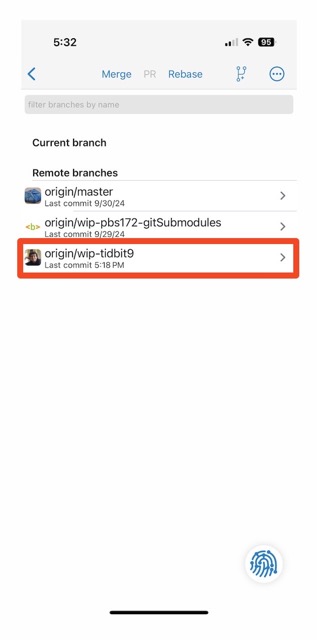 5:32
95
Merge PR Rebase
filter branches by name
Current branch
Remote branches
origin/master
Last commit 9/30/24
<b> origin/wip-pbs172-gitSubmodules
Last commit 9/29/24
origin/wip-tidbit9
Last commit 5:18 PM